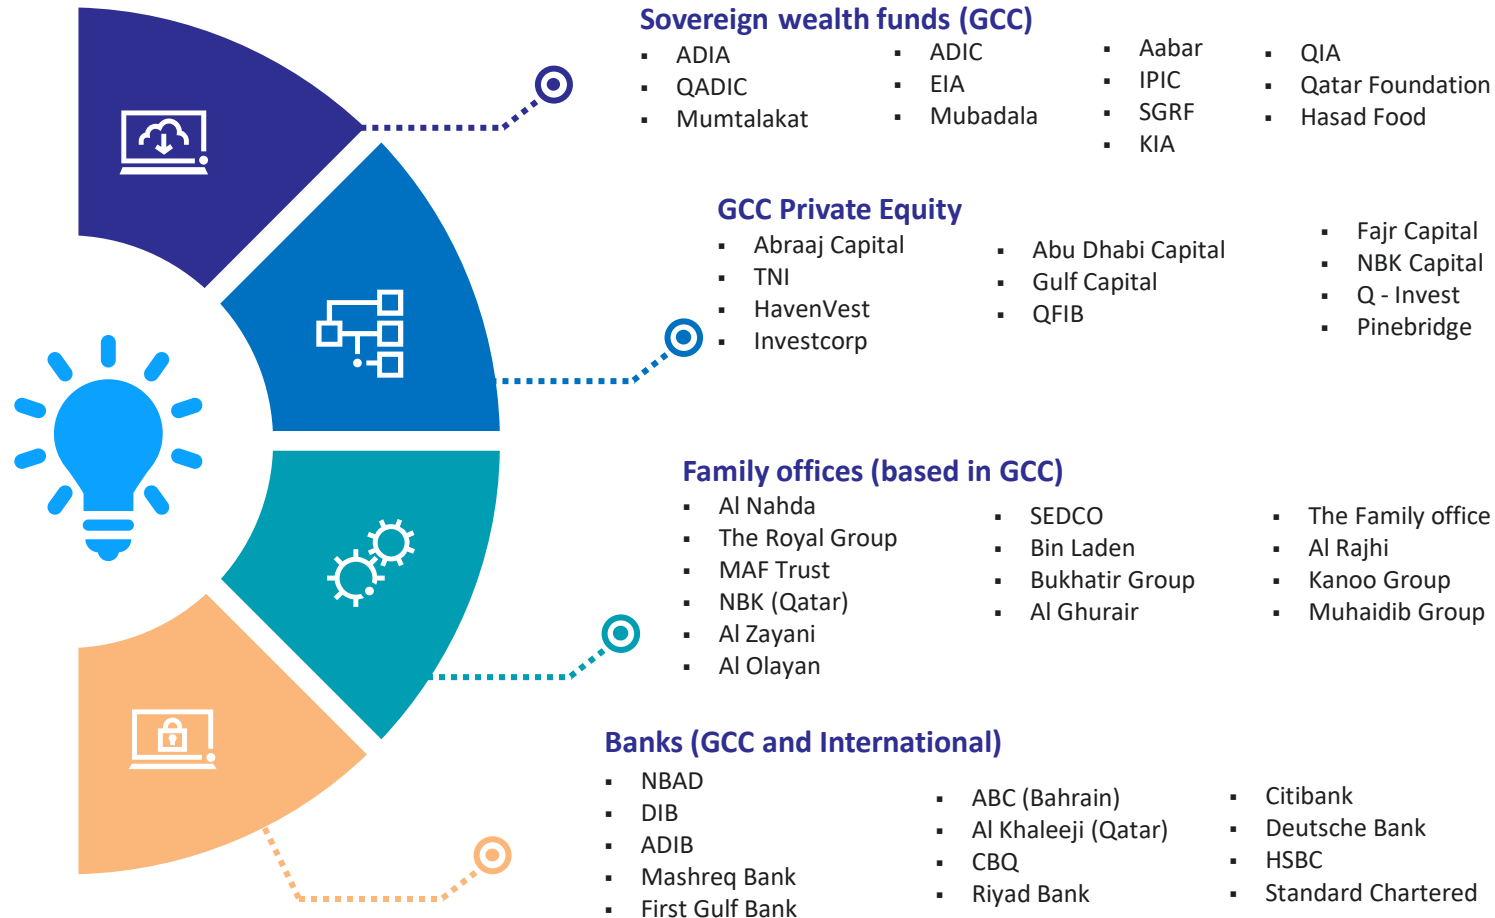 Sovereign wealth funds (GCC)
▪ ADIA
▪ QADIC
▪ Mumtalakat
▪ ADIC
▪ EIA
▪ Mubadala
▪ Aabar
▪ IPIC
▪ SGRF
▪ KIA
▪ QIA
▪ Qatar Foundation
▪ Hasad Food
GCC Private Equity
▪ Abraaj Capital
▪ TNI
▪ HavenVest
▪ Investcorp
▪ Abu Dhabi Capital
▪ Gulf Capital
▪ QFIB
▪ Fajr Capital
▪ NBK Capital
▪ Q - Invest
▪ Pinebridge
Family offices (based in GCC)
▪ Al Nahda
▪ The Royal Group
▪ MAF Trust
▪ NBK (Qatar)
▪ Al Zayani
▪ Al Olayan
▪ SEDCO
▪ Bin Laden
▪ Bukhatir Group
▪ Al Ghurair
▪ The Family office
▪ Al Rajhi
▪ Kanoo Group
▪ Muhaidib Group
Banks (GCC and International)
▪ NBAD
▪ DIB
▪ ADIB
▪ Mashreq Bank
▪ First Gulf Bank
▪ ABC (Bahrain)
▪ Al Khaleeji (Qatar)
▪ CBQ
▪ Riyad Bank
▪ Citibank
▪ Deutsche Bank
▪ HSBC
▪ Standard Chartered